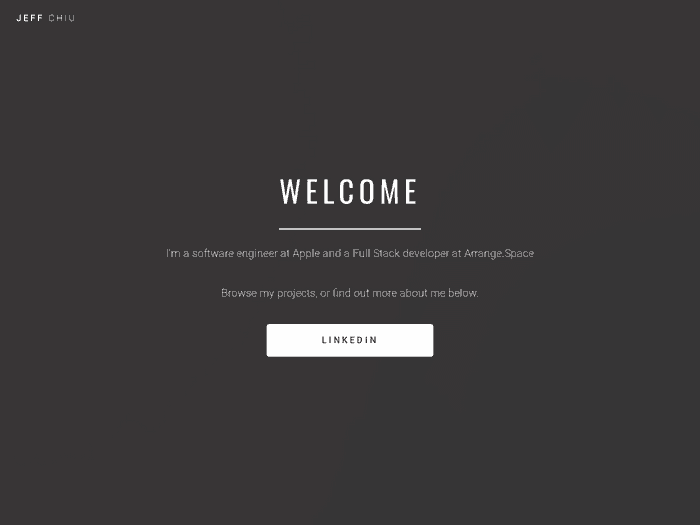 JEFF CHIU
WELCOME
I'm a software engineer at Apple and a Full Stack developer at Arrange.Space
Browse my projects, or find out more about me below.
LINKEDIN